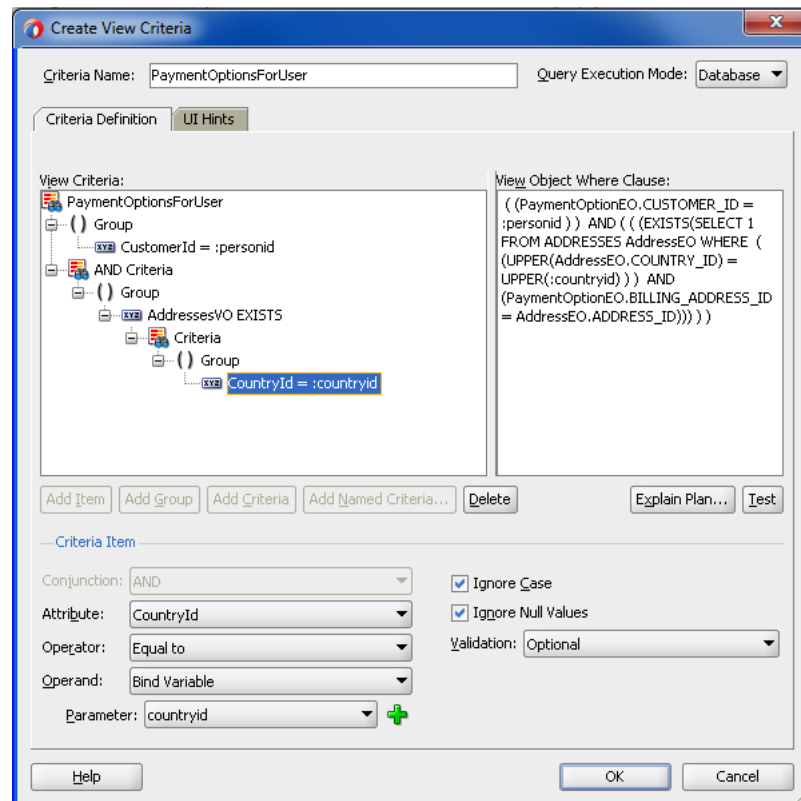 Create View Criteria
Criteria Name: PaymentOptionsForUser Query Execution Mode: Database
Criteria Definition UI Hints
View Criteria:
PaymentOptionsForUser
( ) Group
CustomerId = :personid
AND Criteria
( ) Group
AddressesVO EXISTS
Criteria
( ) Group
CountryId = :countryid
View Object Where Clause:
( (PaymentOptionEO.CUSTOMER_ID =
:personid ) ) AND ( ( (EXISTS(SELECT 1
FROM ADDRESSES AddressEO WHERE (
(UPPER(AddressEO.COUNTRY_ID) =
UPPER(:countryid) ) ) AND
(PaymentOptionEO.BILLING_ADDRESS_ID
= AddressEO.ADDRESS_ID))) ) )
Add Item Add Group Add Criteria Add Named Criteria... Delete Explain Plan... Test
Criteria Item
Conjunction: AND
Attribute: CountryId
Operator: Equal to
Operand: Bind Variable
Parameter: countryid
Ignore Case
Ignore Null Values
Validation: Optional
Help OK Cancel